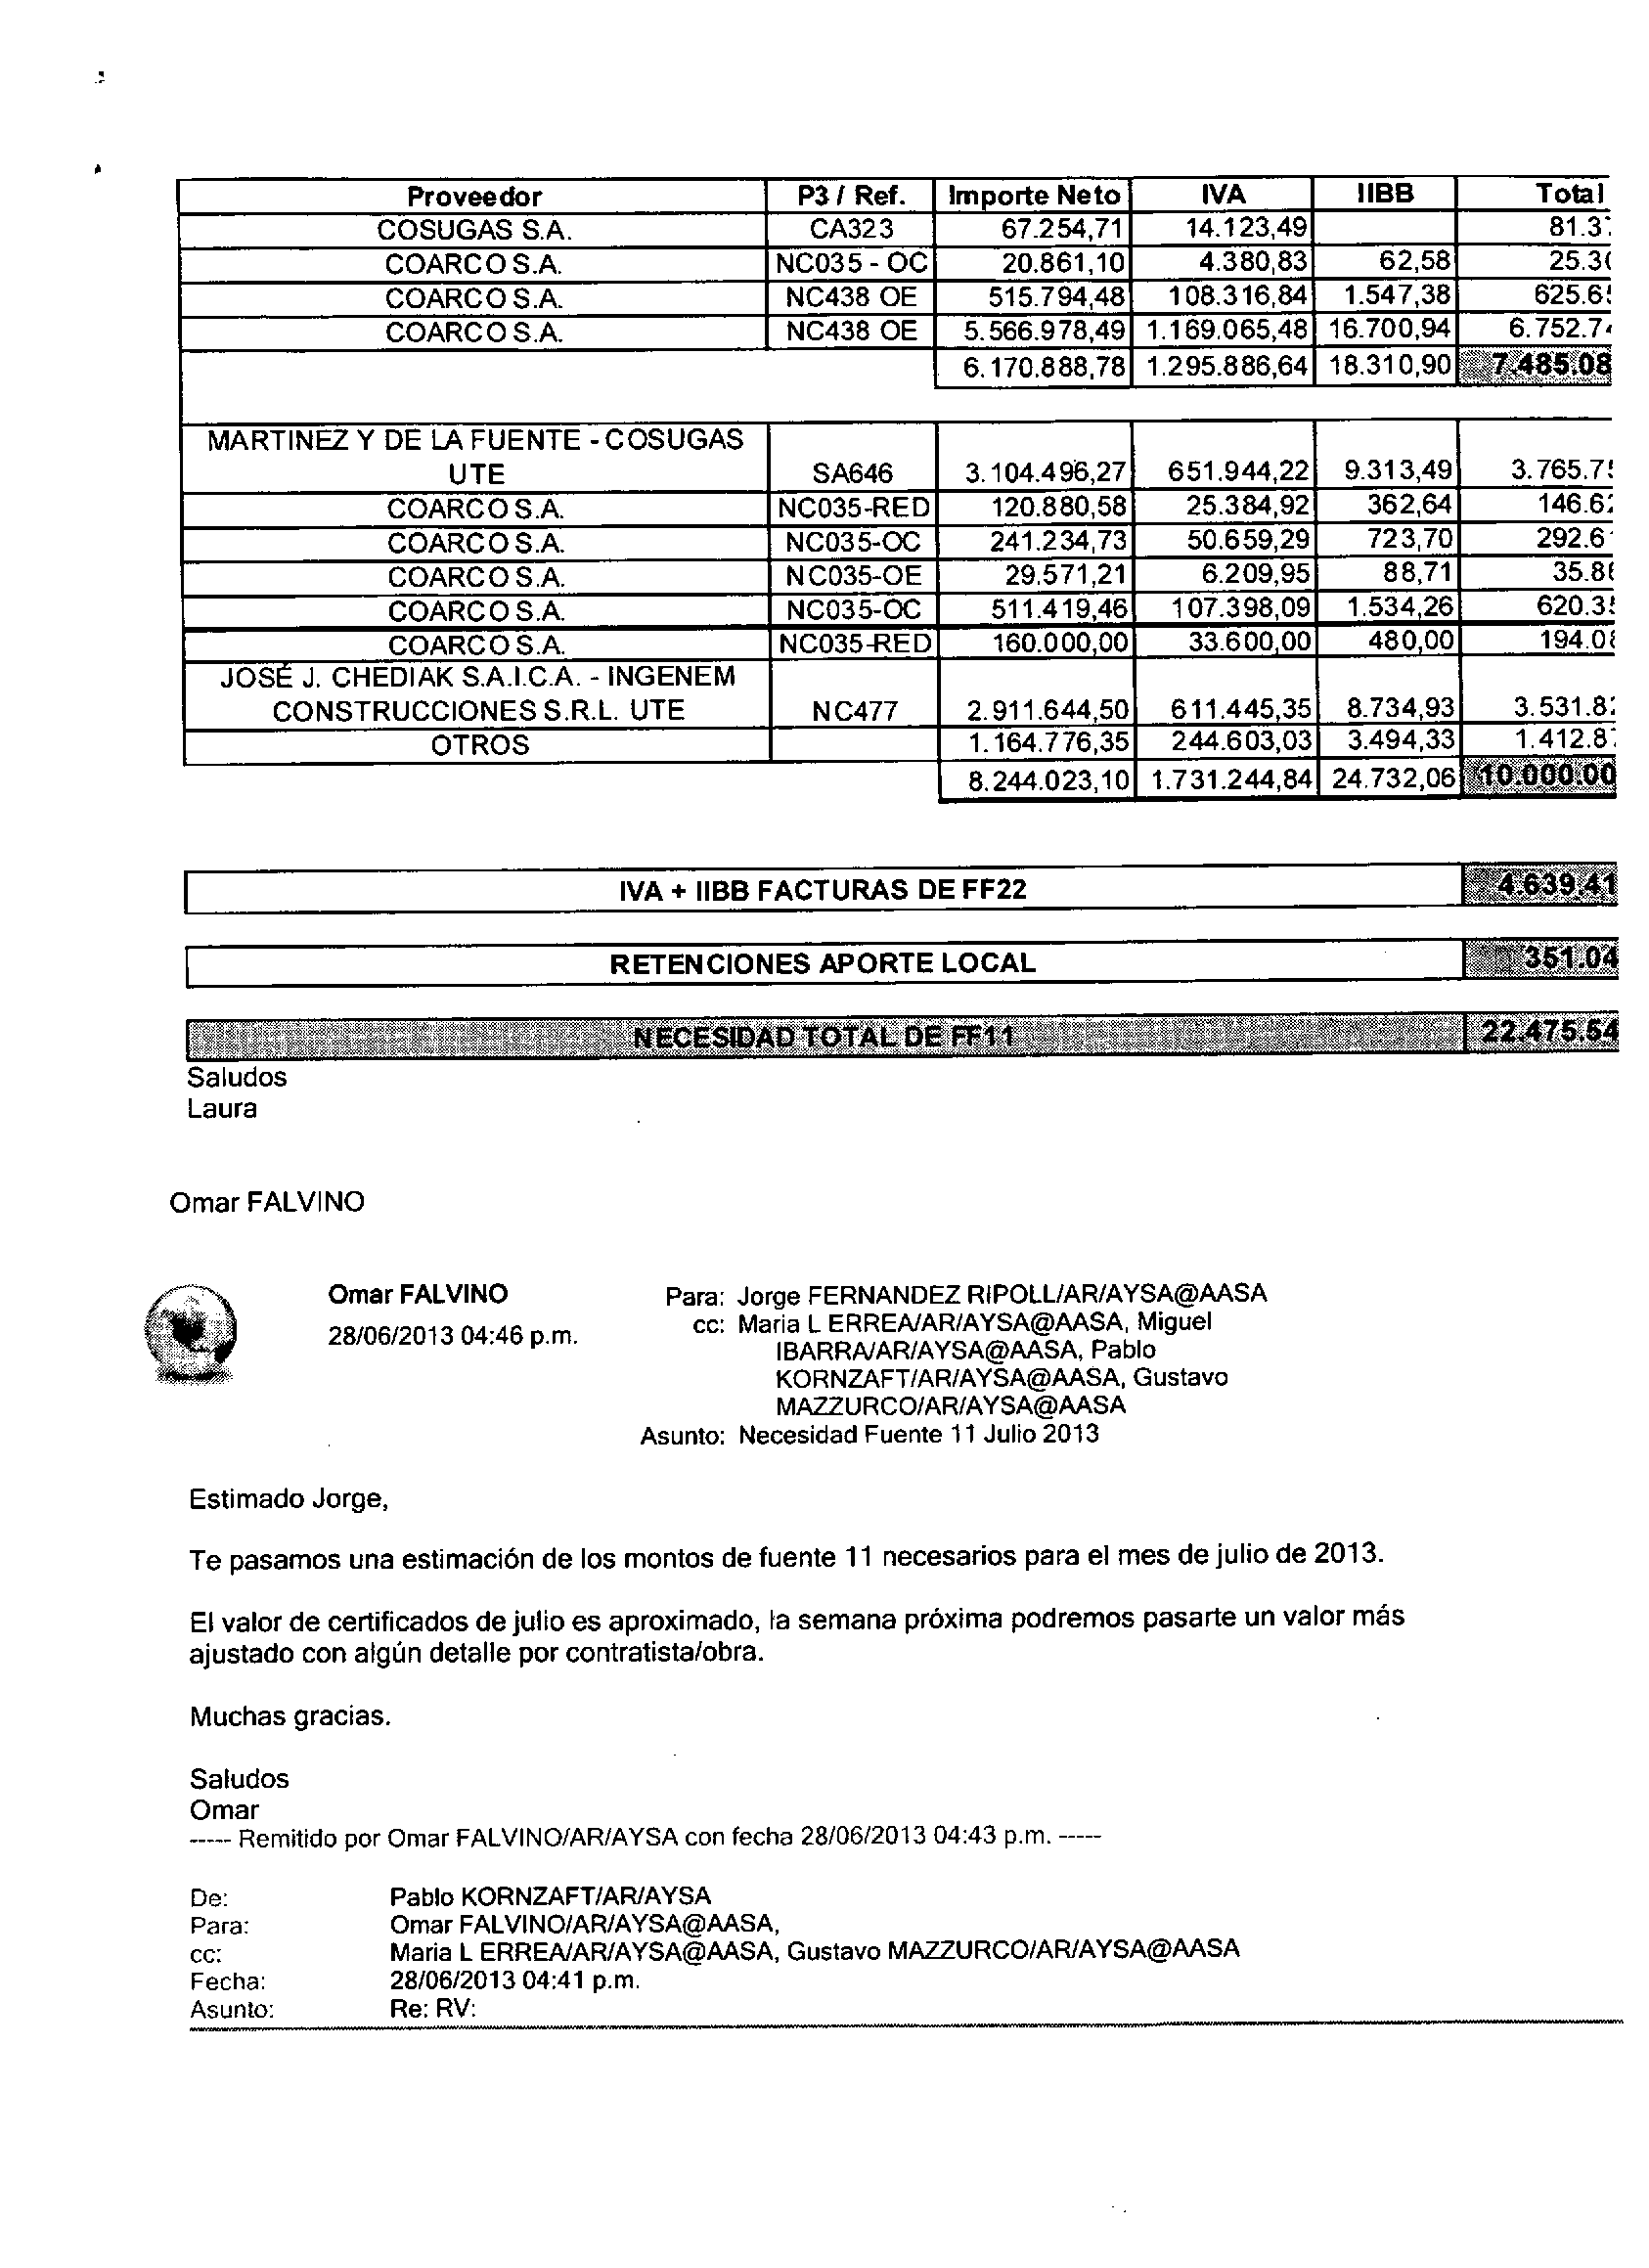 Proveedor P3 / Ref. Importe Neto IVA IIBB Total
COSUGAS S.A. CA323 67.254,71 14.123,49 81.3
COARCO S.A. NC035 - OC 20.861,10 4.380,83 62,58 25.3
COARCO S.A. NC438 OE 515.794,48 108.316,84 1.547,38 625.6
COARCO S.A. NC438 OE 5.566.978,49 1.169.065,48 16.700,94 6.752.7
6.170.888,78 1.295.886,64 18.310,90 7.485.08
MARTINEZ Y DE LA FUENTE - COSUGAS
UTE SA646 3.104.496,27 651.944,22 9.313,49 3.765.7
COARCO S.A. NC035-RED 120.880,58 25.384,92 362,64 146.6
COARCO S.A. NC035-OC 241.234,73 50.659,29 723,70 292.6
COARCO S.A. NC035-OE 29.571,21 6.209,95 88,71 35.8
COARCO S.A. NC035-OC 511.419,46 107.398,09 1.534,26 620.3
COARCO S.A. NC035-RED 160.000,00 33.600,00 480,00 194.0
JOSÉ J. CHEDIAK S.A.I.C.A. - INGENEM
CONSTRUCCIONES S.R.L. UTE NC477 2.911.644,50 611.445,35 8.734,93 3.531.8
OTROS 1.164.776,35 244.603,03 3.494,33 1.412.8
8.244.023,10 1.731.244,84 24.732,06 10.000.00
IVA + IIBB FACTURAS DE FF22 4.639.41
RETENCIONES APORTE LOCAL 351.04
NECESIDAD TOTAL DE FF11 22.475.54
Saludos
Laura
Omar FALVINO
Omar FALVINO Para: Jorge FERNANDEZ RIPOLL/AR/AYSA@AASA
28/06/2013 04:46 p.m. cc: Maria L ERREA/AR/AYSA@AASA, Miguel
IBARRA/AR/AYSA@AASA, Pablo
KORNZAFT/AR/AYSA@AASA, Gustavo
MAZZURCO/AR/AYSA@AASA
Asunto: Necesidad Fuente 11 Julio 2013
Estimado Jorge,
Te pasamos una estimación de los montos de fuente 11 necesarios para el mes de julio de 2013.
El valor de certificados de julio es aproximado, la semana próxima podremos pasarte un valor más
ajustado con algún detalle por contratista/obra.
Muchas gracias.
Saludos
Omar
----- Remitido por Omar FALVINO/AR/AYSA con fecha 28/06/2013 04:43 p.m. -----
De: Pablo KORNZAFT/AR/AYSA
Para: Omar FALVINO/AR/AYSA@AASA,
cc: Maria L ERREA/AR/AYSA@AASA, Gustavo MAZZURCO/AR/AYSA@AASA
Fecha: 28/06/2013 04:41 p.m.
Asunto: Re: RV: